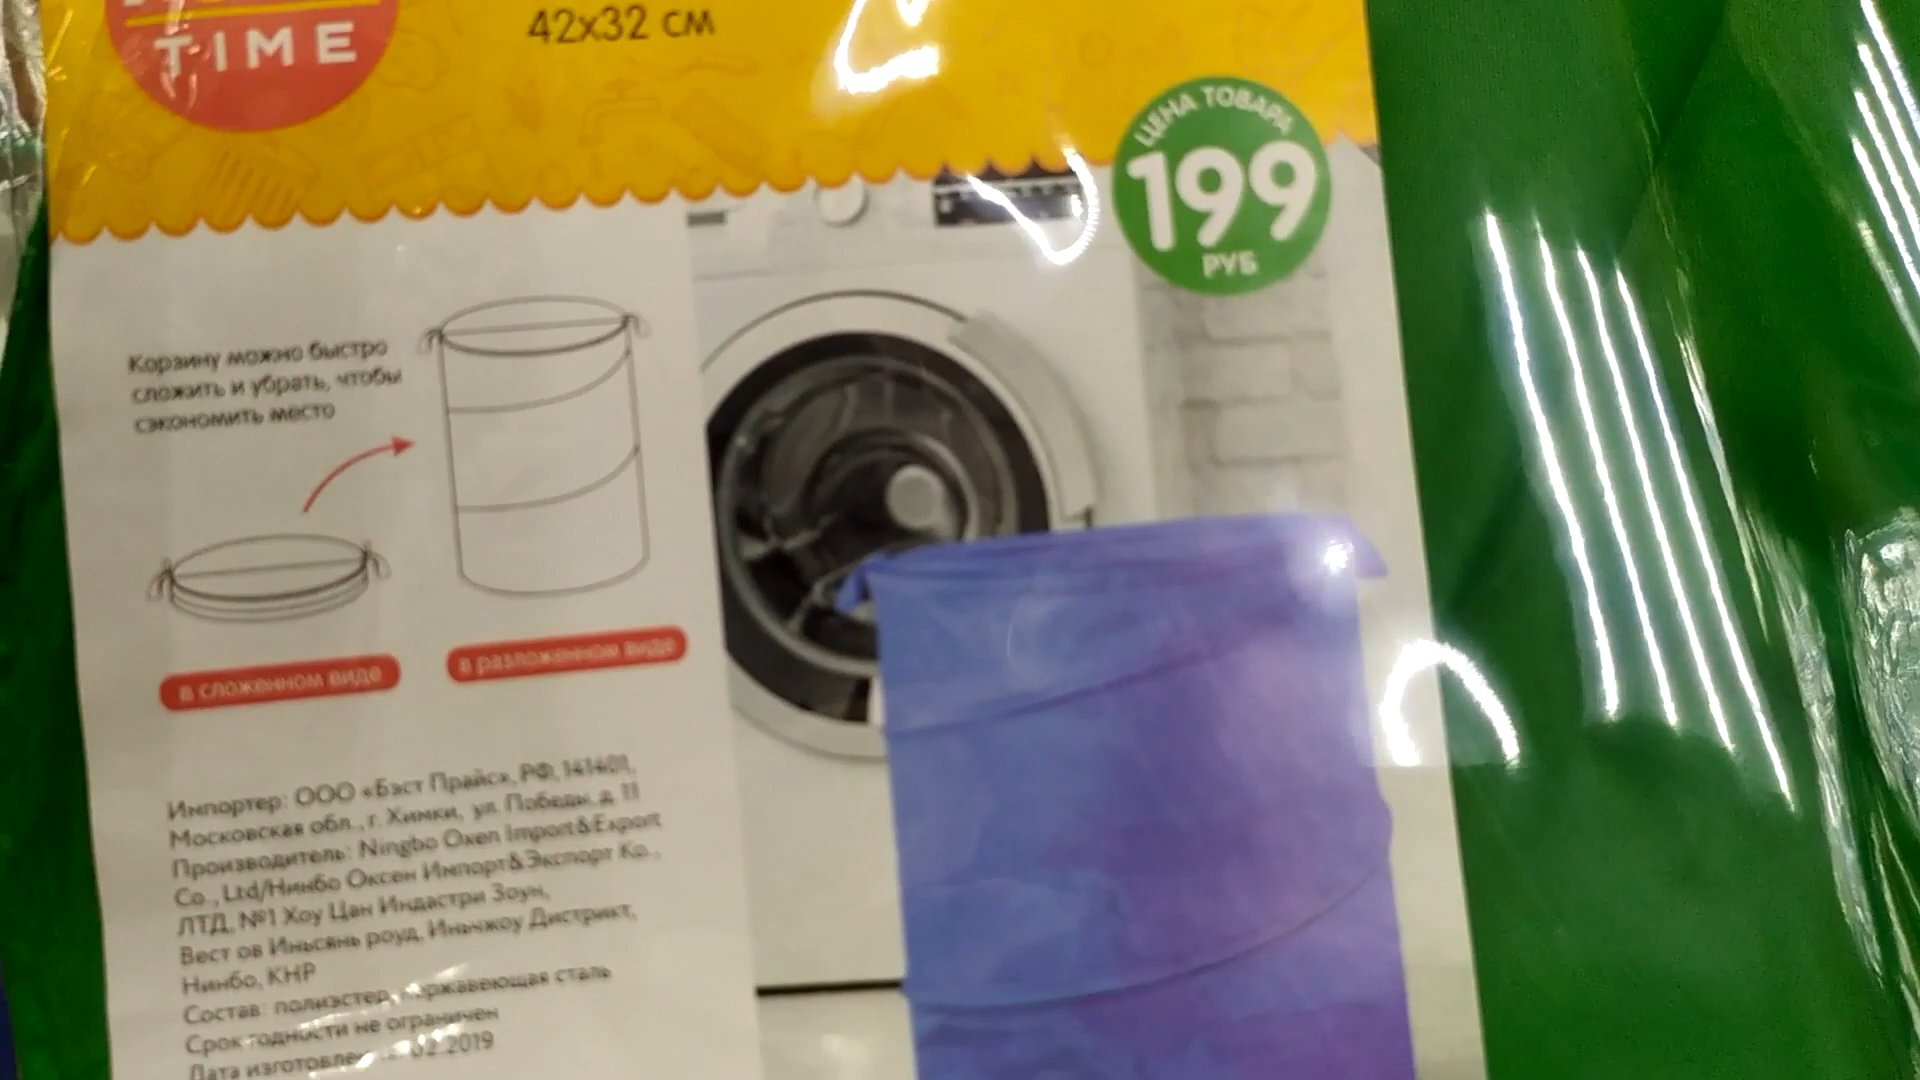 TIME
42х32 см
ЦЕНА ТОВАРА
199
РУБ
Корзину можно быстро
сложить и убрать, чтобы
сэкономить место
в сложенном виде
в разложенном виде
Импортер: ООО «Бэст Прайс», РФ, 141401,
Московская обл., г. Химки, ул. Победы, д. 11
Производитель: Ningbo Oxen Import&Export
Co., Ltd/Нинбо Оксен Импорт&Экспорт Ко.,
ЛТД, №1 Хоу Цан Индастри Зоун,
Вест ов Иньсянь роуд, Иньчжоу Дистрикт,
Нинбо, КНР
Состав: полиэстер, нержавеющая сталь
Срок годности не ограничен
Дата 02.2019